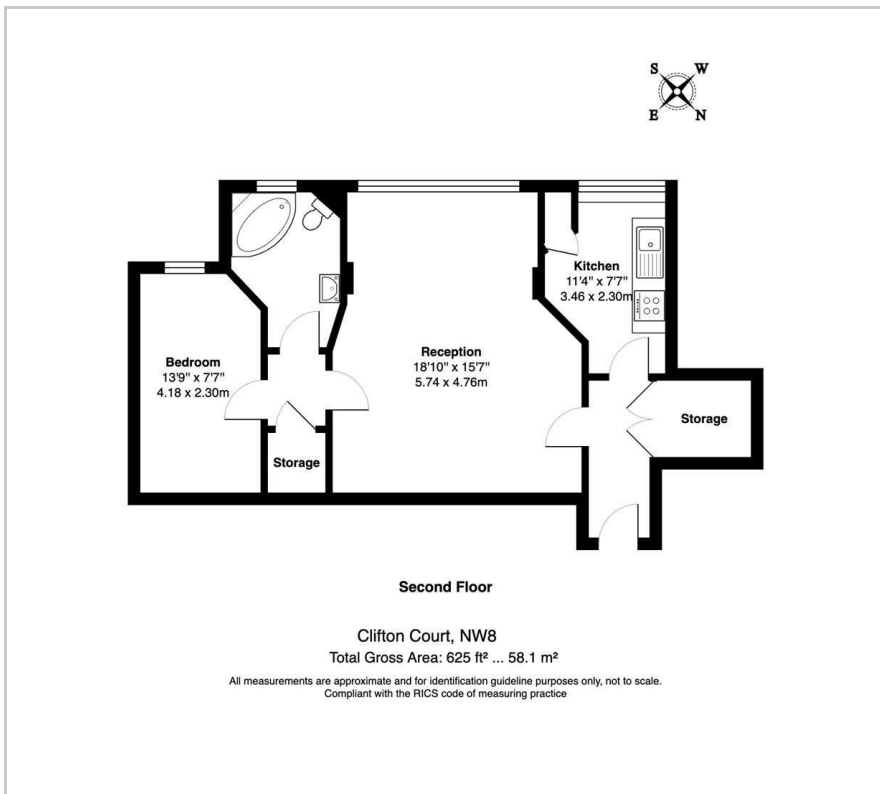 S W
E N
Kitchen
11'4" x 7'7"
3.46 x 2.30m
Bedroom
13'9" x 7'7"
4.18 x 2.30m
Reception
18'10" x 15'7"
5.74 x 4.76m
Storage
Storage
Second Floor
Clifton Court, NW8
Total Gross Area: 625 ft² ... 58.1 m²
All measurements are approximate and for identification guideline purposes only, not to scale.
Compliant with the RICS code of measuring practice